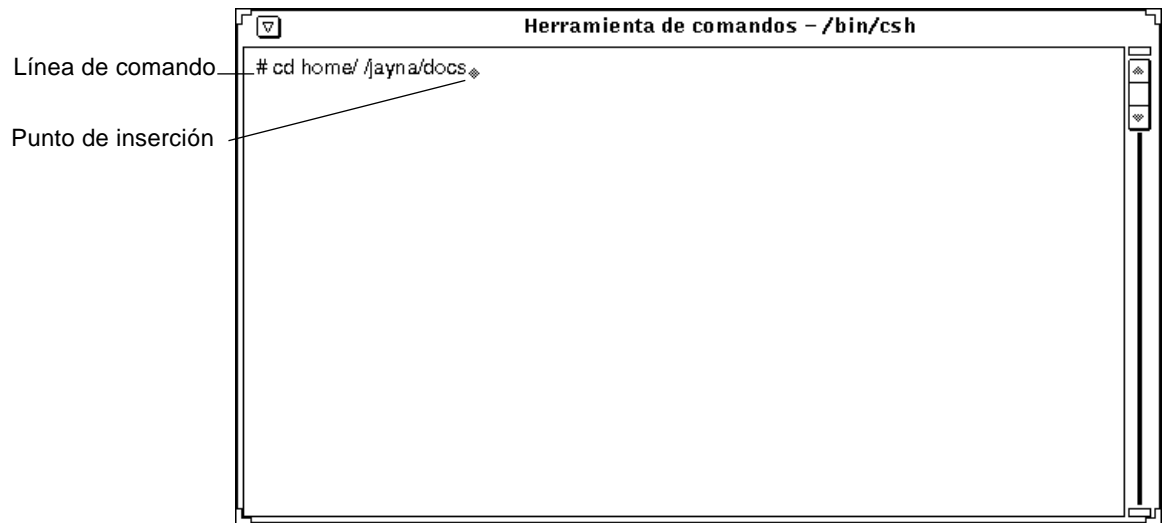 Herramienta de comandos – /bin/csh
Línea de comando
# cd home/ /jayna/docs
Punto de inserción